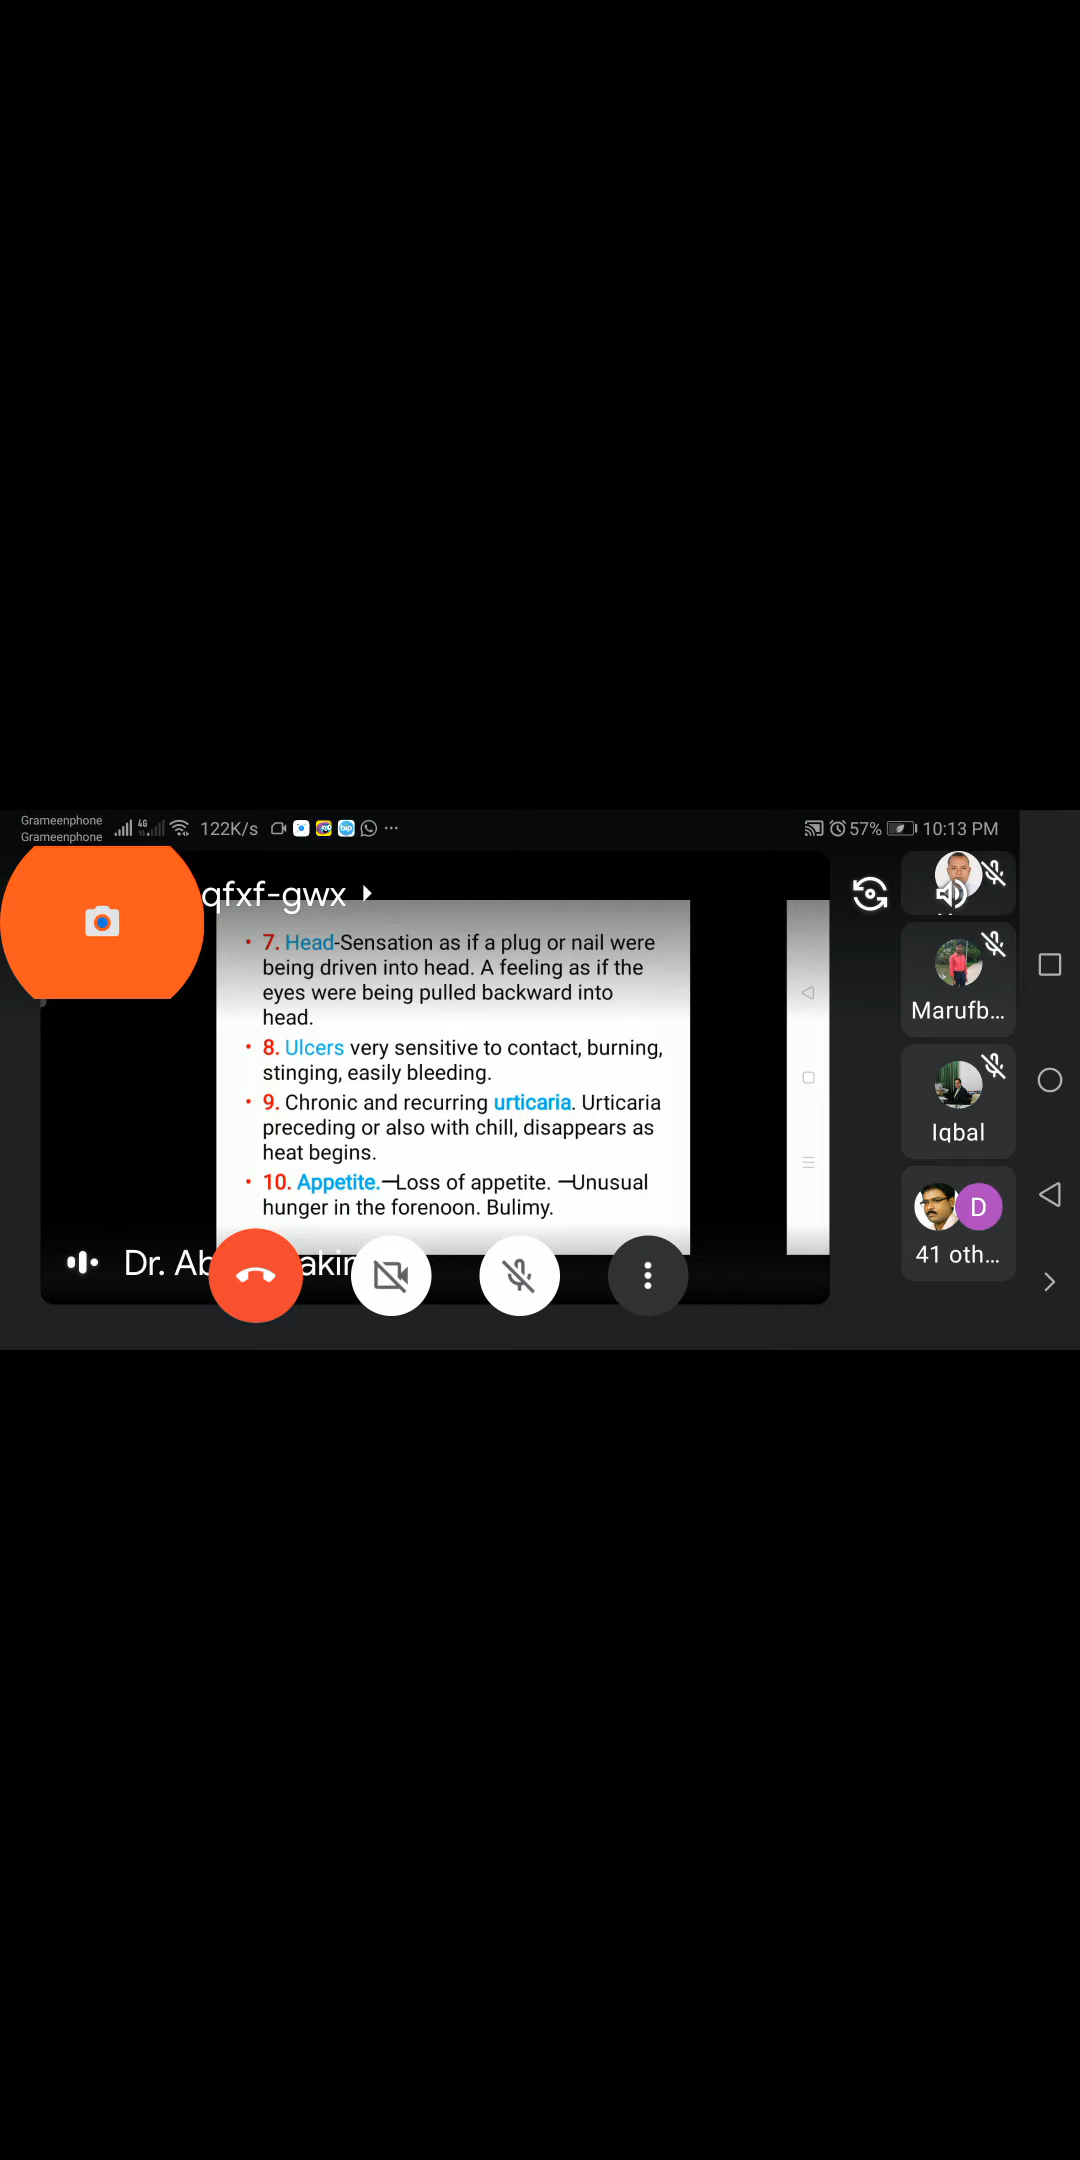 Grameenphone
Grameenphone
4G
122K/s
57%
10:13 PM
qfxf-gwx
• 7. Head-Sensation as if a plug or nail were
being driven into head. A feeling as if the
eyes were being pulled backward into
head.
• 8. Ulcers very sensitive to contact, burning,
stinging, easily bleeding.
• 9. Chronic and recurring urticaria. Urticaria
preceding or also with chill, disappears as
heat begins.
• 10. Appetite.—Loss of appetite. —Unusual
hunger in the forenoon. Bulimy.
Dr.
Marufb...
Iqbal
D
41 oth...